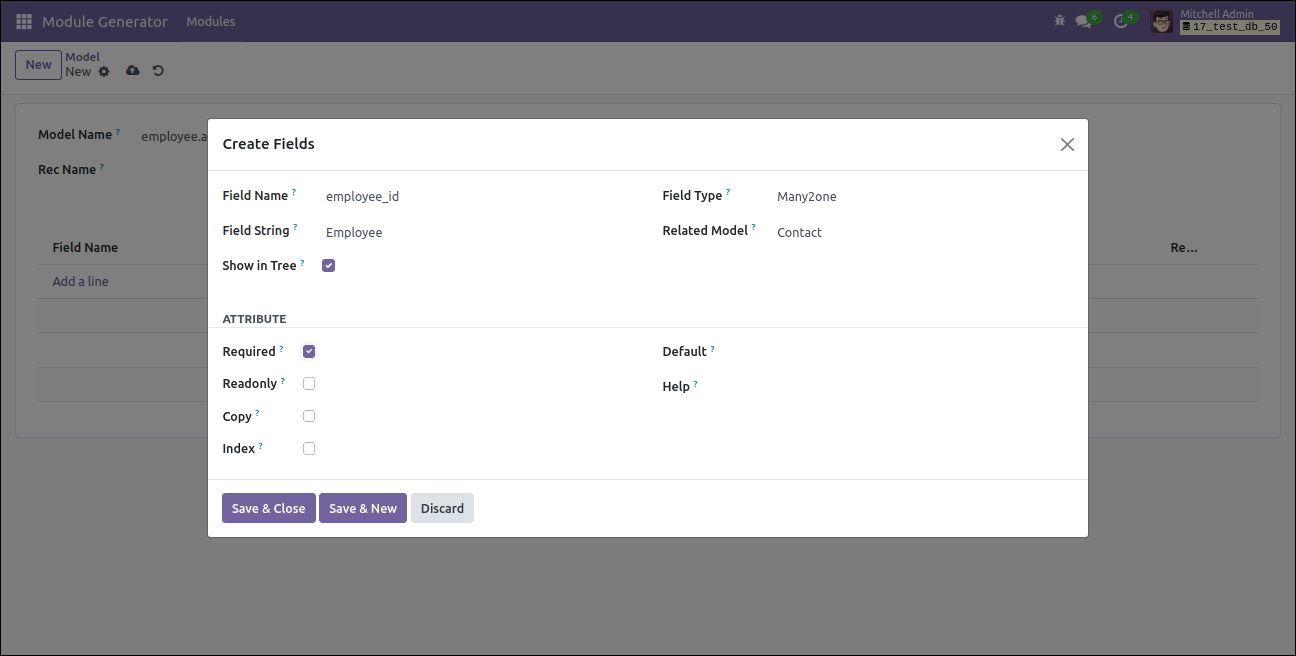 Module Generator Modules 6 4 Mitchell Admin
17_test_db_50
New Model
New
Model Name ? employee.a
Rec Name ?
Field Name Re...
Add a line
Create Fields
Field Name ? employee_id Field Type ? Many2one
Field String ? Employee Related Model ? Contact
Show in Tree ?
ATTRIBUTE
Required ? Default ?
Readonly ? Help ?
Copy ?
Index ?
Save & Close Save & New Discard